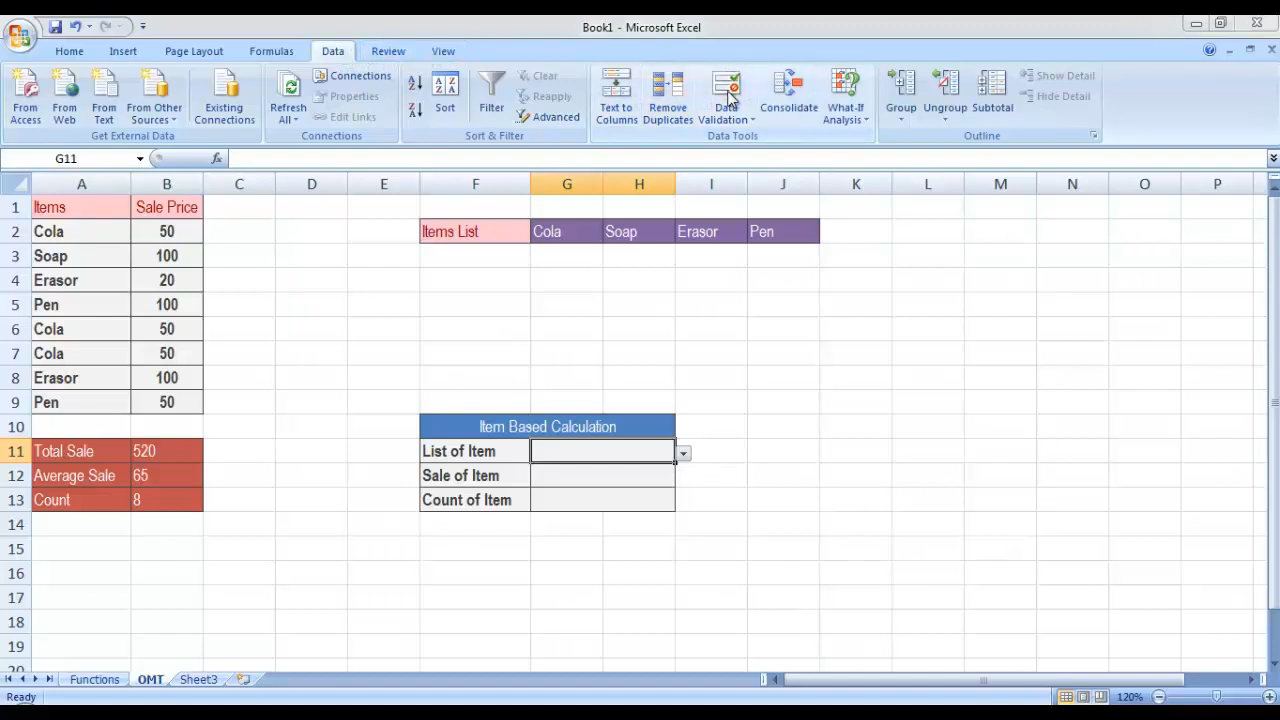 Book1 - Microsoft Excel
Home Insert Page Layout Formulas Data Review View
From Access
From Web
From Text
From Other Sources
Existing Connections
Get External Data
Refresh All
Connections
Properties
Edit Links
Connections
Sort
Filter
Clear
Reapply
Advanced
Sort & Filter
Text to Columns
Remove Duplicates
Data Validation
Consolidate
What-If Analysis
Data Tools
Group
Ungroup
Subtotal
Show Detail
Hide Detail
Outline
G11 fx
A B C D E F G H I J K L M N O P
1 Items Sale Price
2 Cola 50 Items List Cola Soap Erasor Pen
3 Soap 100
4 Erasor 20
5 Pen 100
6 Cola 50
7 Cola 50
8 Erasor 100
9 Pen 50
10 Item Based Calculation
11 Total Sale 520 List of Item
12 Average Sale 65 Sale of Item
13 Count 8 Count of Item
14
15
16
17
18
19
20
Functions OMT Sheet3
Ready 120%